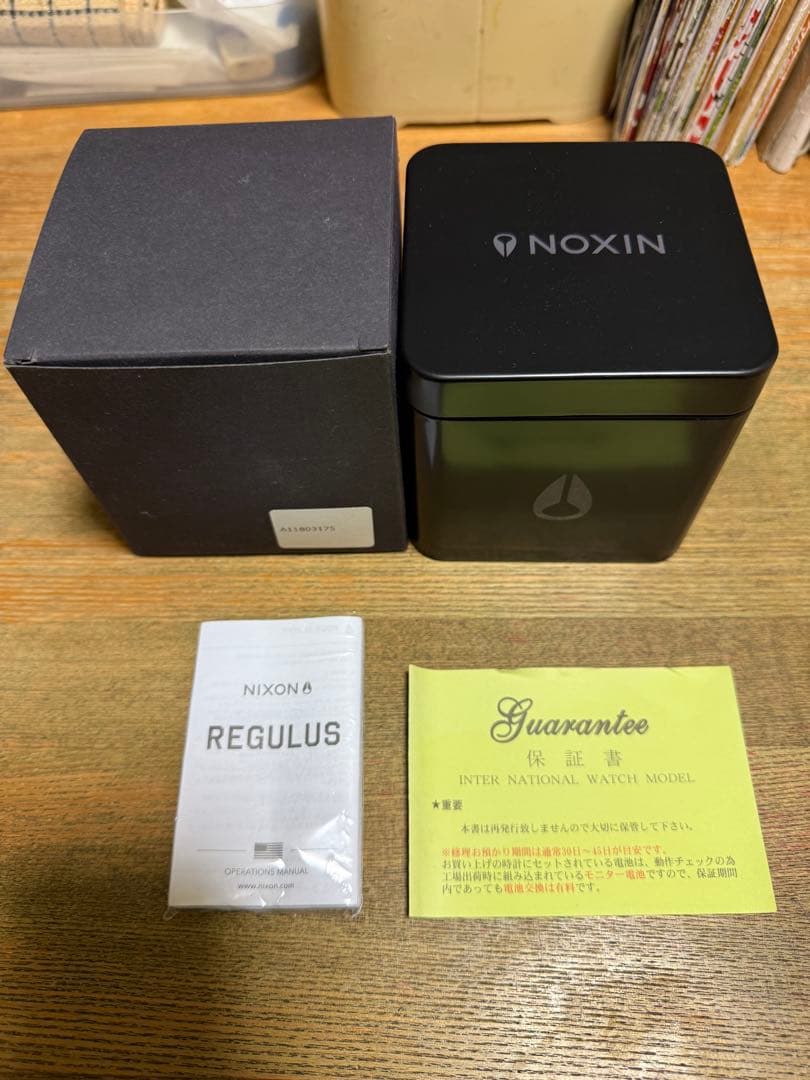 NOXIN
A11803175
NIXON
REGULUS
OPERATIONS MANUAL
www.nixon.com
Guarantee
保証書
INTER NATIONAL WATCH MODEL
★重要
本書は再発行致しませんので大切に保管して下さい。
※修理お預かり期間は通常30日～45日が目安です。
お買い上げの時計にセットされている電池は、動作チェックの為
工場出荷時に組み込まれているモニター電池ですので、保証期間
内であっても電池交換は有料です。